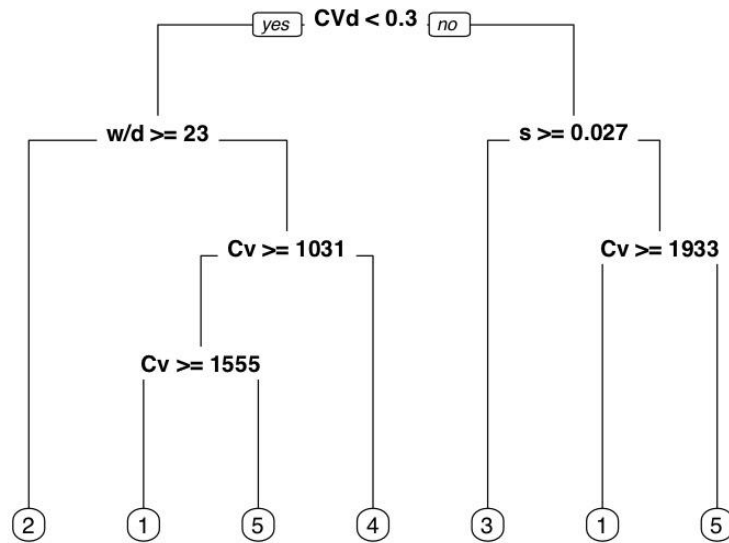 yes CVd < 0.3 no
w/d >= 23 s >= 0.027
Cv >= 1031 Cv >= 1933
Cv >= 1555
2 1 5 4 3 1 5